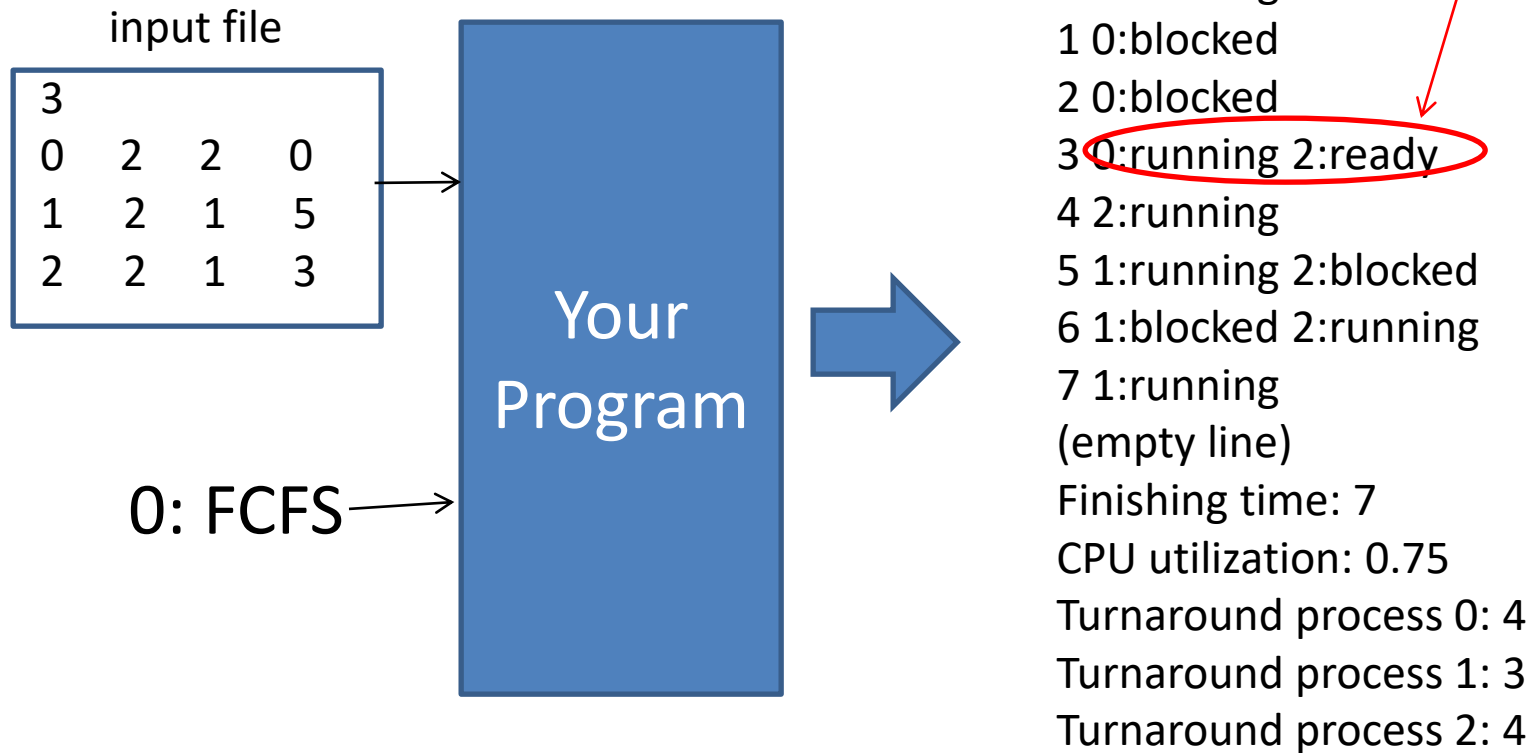 input file
3
0 2 2 0
1 2 1 5
2 2 1 3
0: FCFS
Your
Program
1 0:blocked
2 0:blocked
3 0:running 2:ready
4 2:running
5 1:running 2:blocked
6 1:blocked 2:running
7 1:running
(empty line)
Finishing time: 7
CPU utilization: 0.75
Turnaround process 0: 4
Turnaround process 1: 3
Turnaround process 2: 4